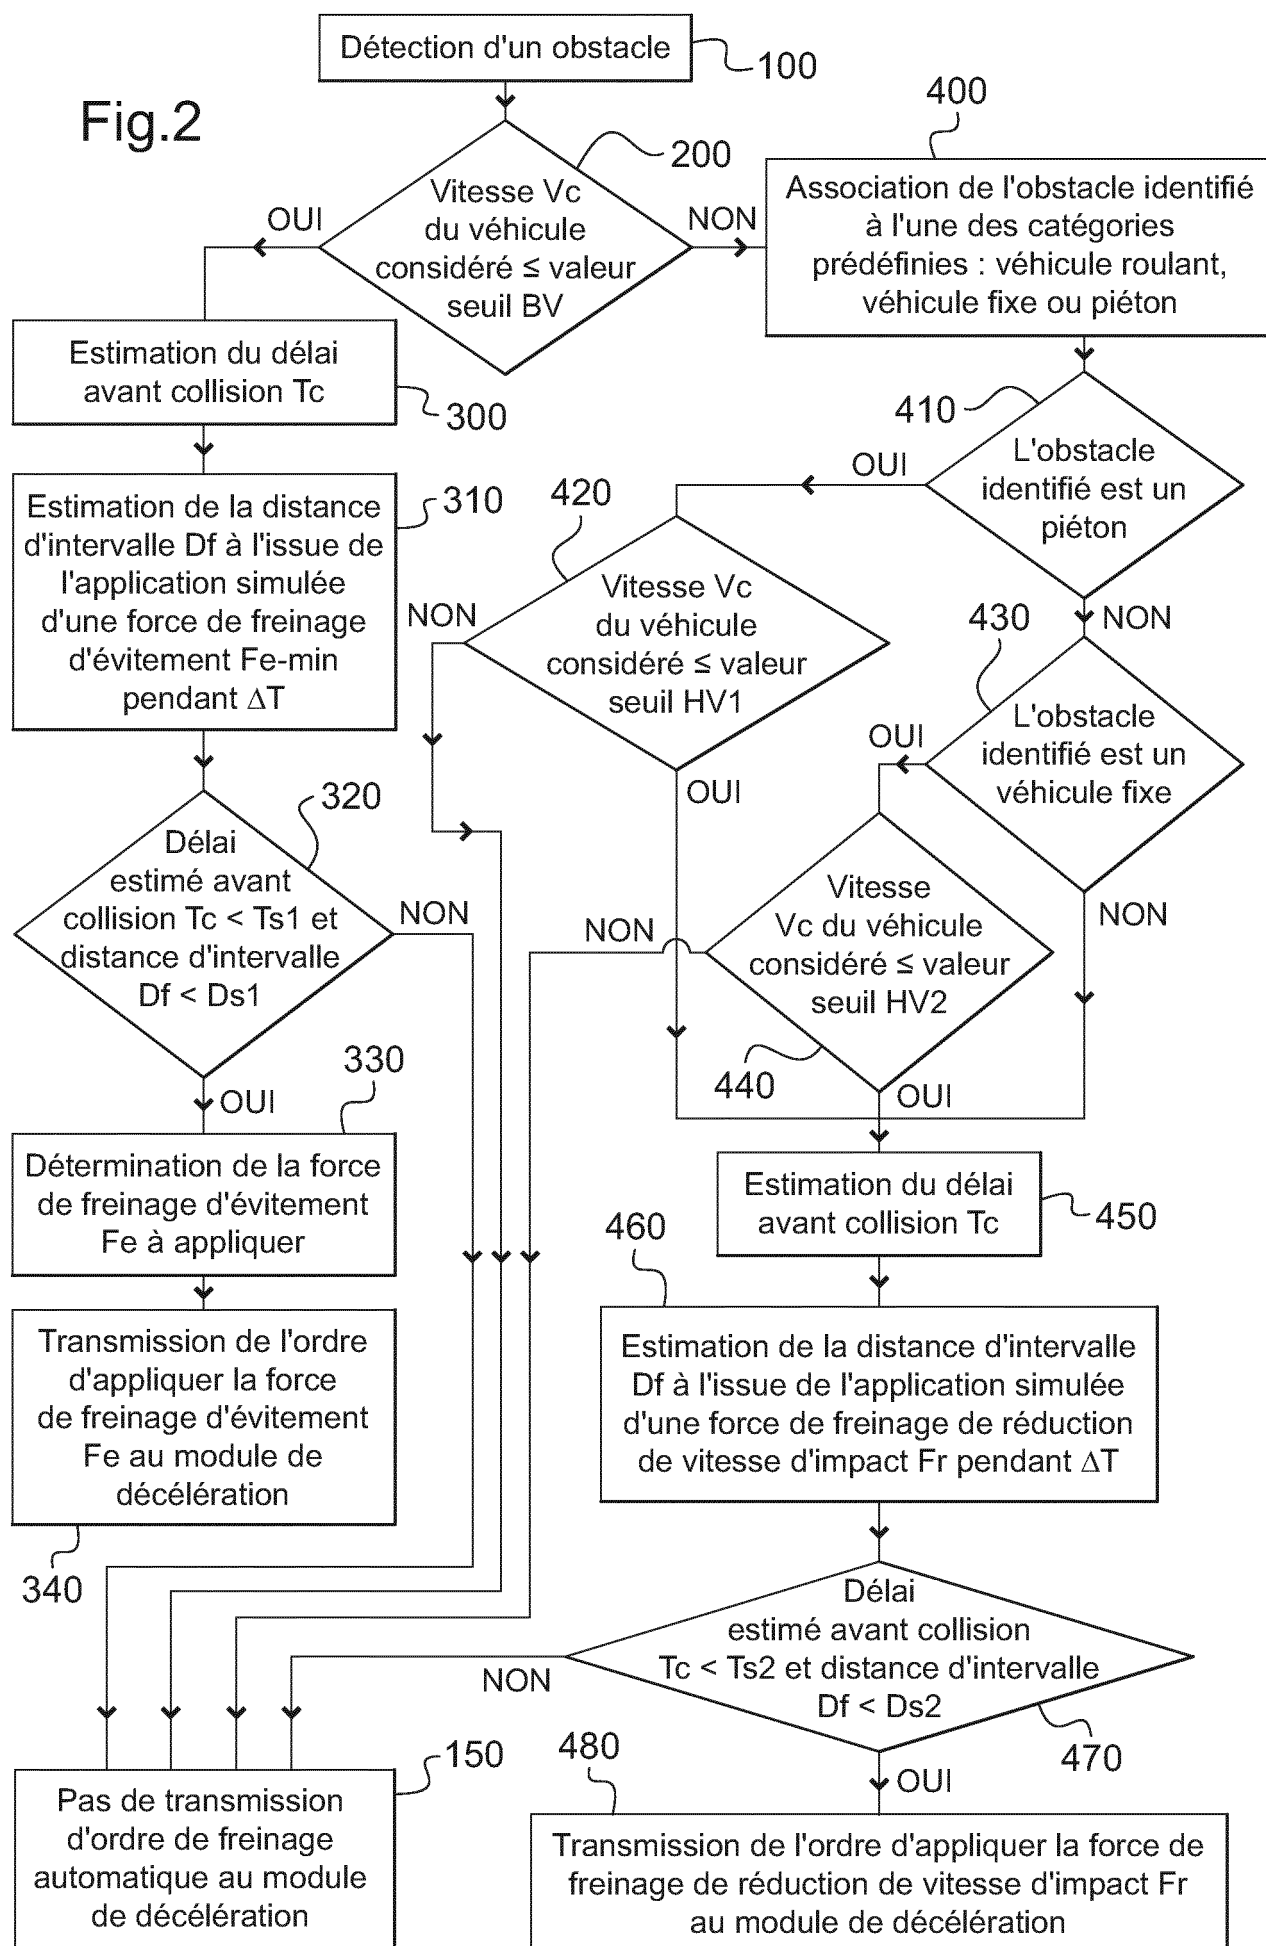 Détection d'un obstacle
100
Fig.2
200
Vitesse Vc
du véhicule
considéré ≤ valeur
seuil BV
OUI
NON
400
Association de l'obstacle identifié
à l'une des catégories
prédéfinies : véhicule roulant,
véhicule fixe ou piéton
Estimation du délai
avant collision Tc
300
410
L'obstacle
identifié est un
piéton
OUI
NON
Estimation de la distance
d'intervalle Df à l'issue de
l'application simulée
d'une force de freinage
d'évitement Fe-min
pendant ΔT
310
420
Vitesse Vc
du véhicule
considéré ≤ valeur
seuil HV1
NON
OUI
430
L'obstacle
identifié est un
véhicule fixe
OUI
NON
320
Délai
estimé avant
collision Tc < Ts1 et
distance d'intervalle
Df < Ds1
NON
OUI
Vitesse
Vc du véhicule
considéré ≤ valeur
seuil HV2
NON
440
OUI
330
Détermination de la force
de freinage d'évitement
Fe à appliquer
Estimation du délai
avant collision Tc
450
460
Transmission de l'ordre
d'appliquer la force
de freinage d'évitement
Fe au module de
décélération
340
Estimation de la distance d'intervalle
Df à l'issue de l'application simulée
d'une force de freinage de réduction
de vitesse d'impact Fr pendant ΔT
Délai
estimé avant collision
Tc < Ts2 et distance d'intervalle
Df < Ds2
NON
470
OUI
150
Pas de transmission
d'ordre de freinage
automatique au module
de décélération
480
Transmission de l'ordre d'appliquer la force de
freinage de réduction de vitesse d'impact Fr
au module de décélération